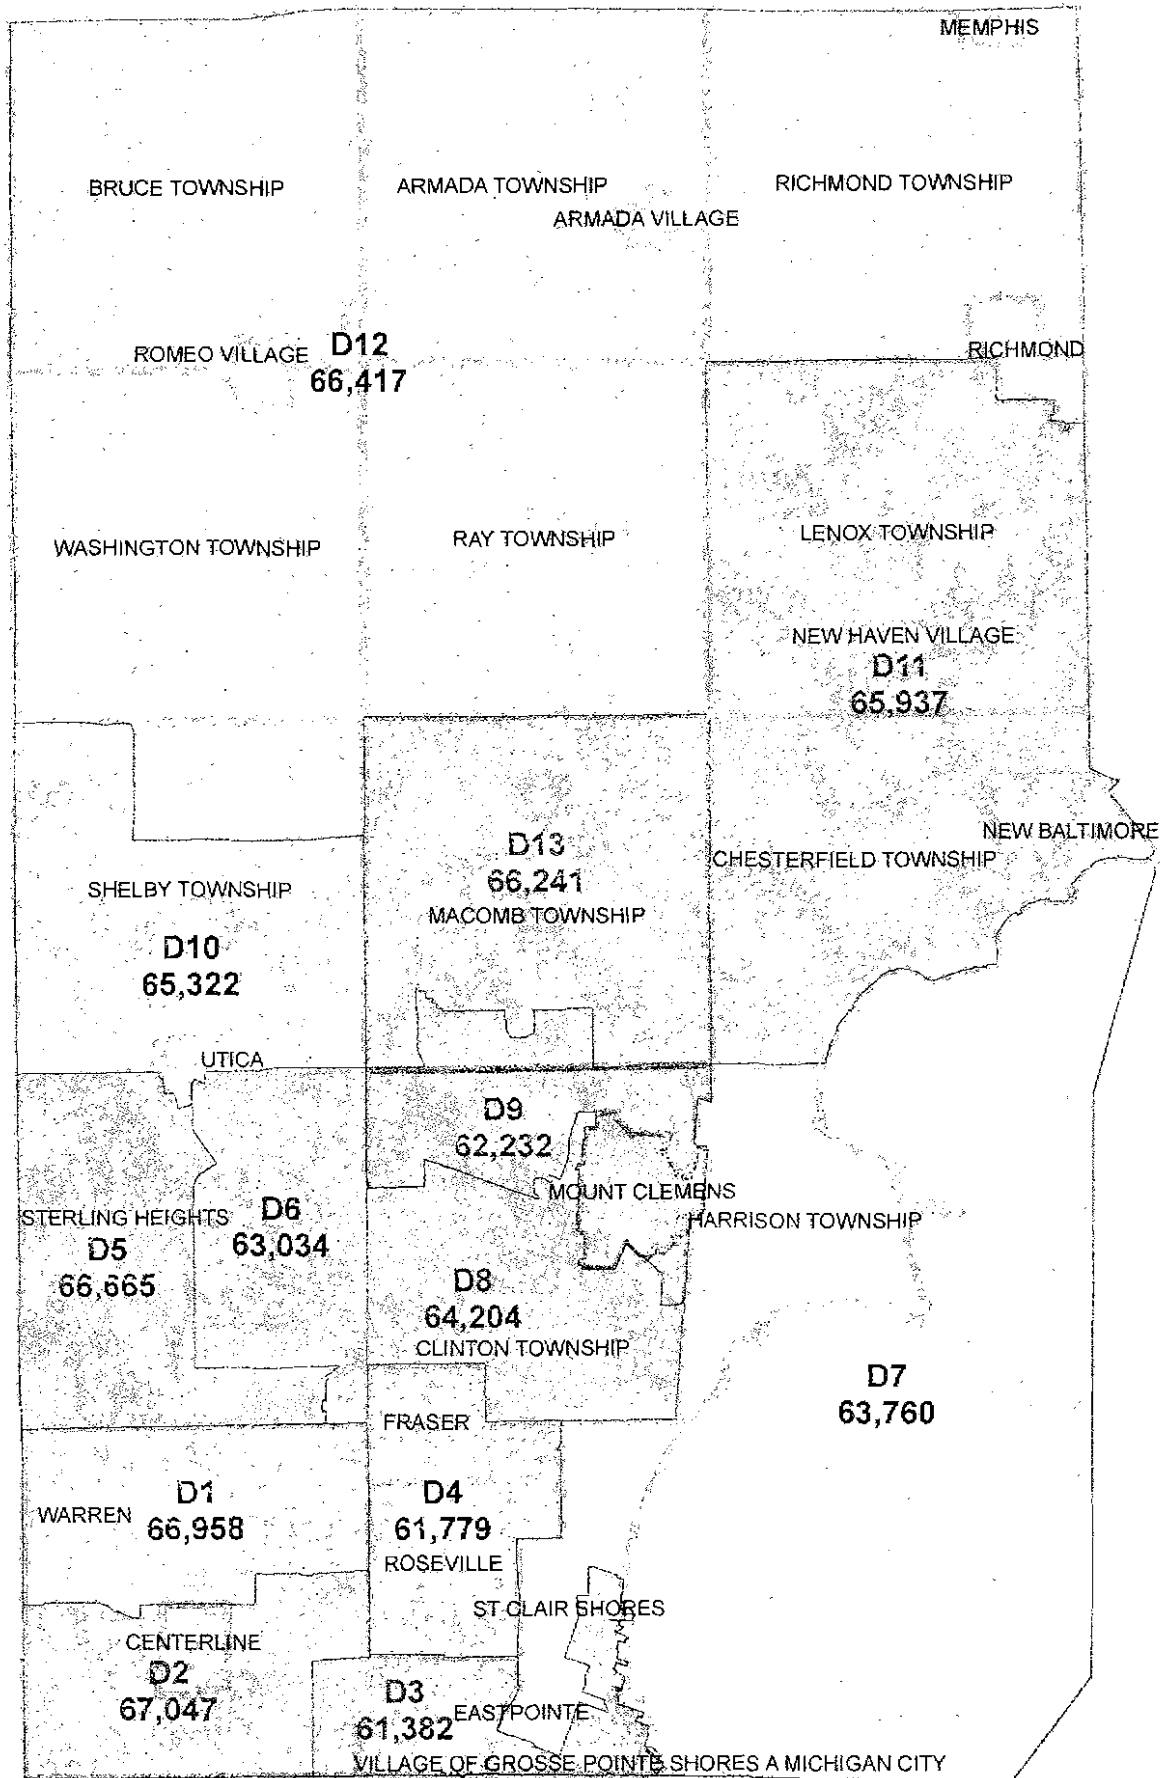 MEMPHIS
BRUCE TOWNSHIP
ARMADA TOWNSHIP
RICHMOND TOWNSHIP
ARMADA VILLAGE
ROMEO VILLAGE
D12
66,417
RICHMOND
WASHINGTON TOWNSHIP
RAY TOWNSHIP
LENOX TOWNSHIP
NEW HAVEN VILLAGE
D11
65,937
D13
66,241
MACOMB TOWNSHIP
NEW BALTIMORE
CHESTERFIELD TOWNSHIP
SHELBY TOWNSHIP
D10
65,322
UTICA
D9
62,232
MOUNT CLEMENS
HARRISON TOWNSHIP
STERLING HEIGHTS
D5
66,665
D6
63,034
D8
64,204
CLINTON TOWNSHIP
D7
63,760
FRASER
WARREN
D1
66,958
D4
61,779
ROSEVILLE
ST CLAIR SHORES
CENTERLINE
D2
67,047
D3
61,382
EASTPOINTE
VILLAGE OF GROSSE POINTE SHORES A MICHIGAN CITY